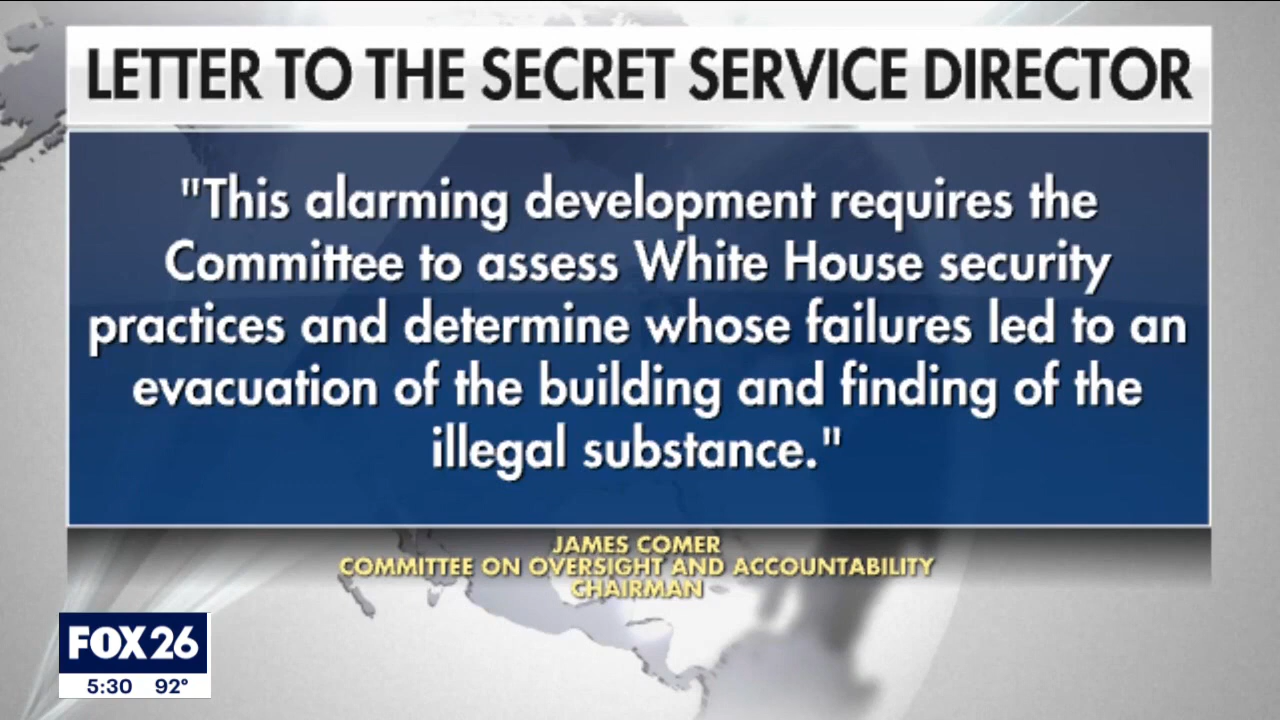 LETTER TO THE SECRET SERVICE DIRECTOR
"This alarming development requires the
Committee to assess White House security
practices and determine whose failures led to an
evacuation of the building and finding of the
illegal substance."
JAMES COMER
COMMITTEE ON OVERSIGHT AND ACCOUNTABILITY
CHAIRMAN
FOX 26
5:30 92°